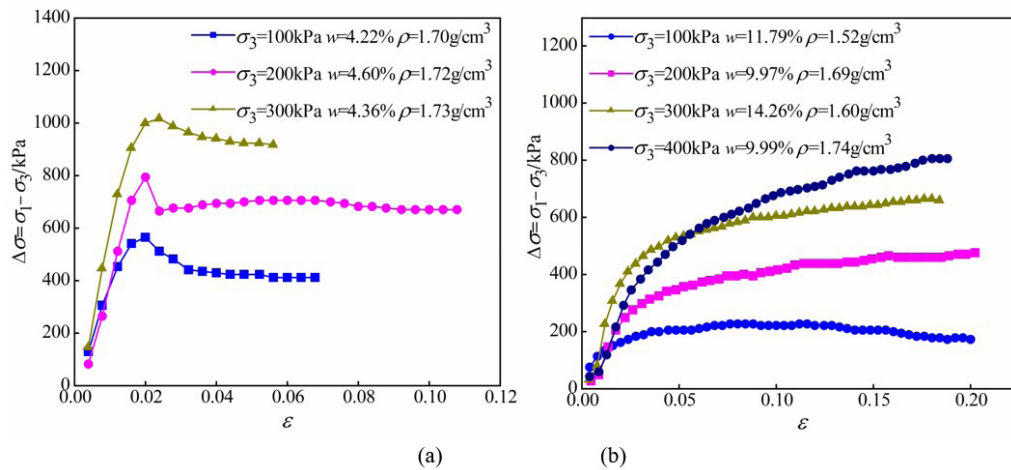 1400
1200
1000
800
600
400
200
0
Δσ=σ₁−σ₃/kPa
σ₃=100kPa w=4.22% ρ=1.70g/cm³
σ₃=200kPa w=4.60% ρ=1.72g/cm³
σ₃=300kPa w=4.36% ρ=1.73g/cm³
0.00 0.02 0.04 0.06 0.08 0.10 0.12
ε
(a)
1200
1000
800
600
400
200
0
Δσ=σ₁−σ₃/kPa
σ₃=100kPa w=11.79% ρ=1.52g/cm³
σ₃=200kPa w=9.97% ρ=1.69g/cm³
σ₃=300kPa w=14.26% ρ=1.60g/cm³
σ₃=400kPa w=9.99% ρ=1.74g/cm³
0.00 0.05 0.10 0.15 0.20
ε
(b)